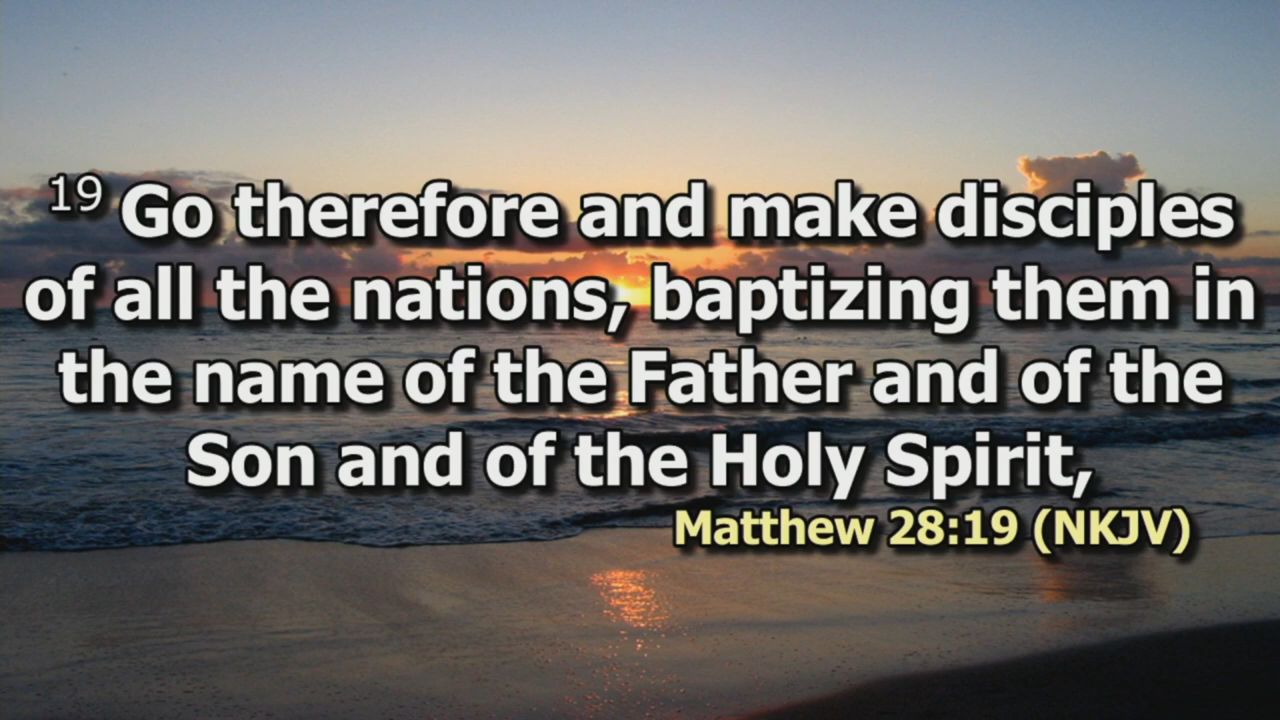 19 Go therefore and make disciples
of all the nations, baptizing them in
the name of the Father and of the
Son and of the Holy Spirit,
Matthew 28:19 (NKJV)